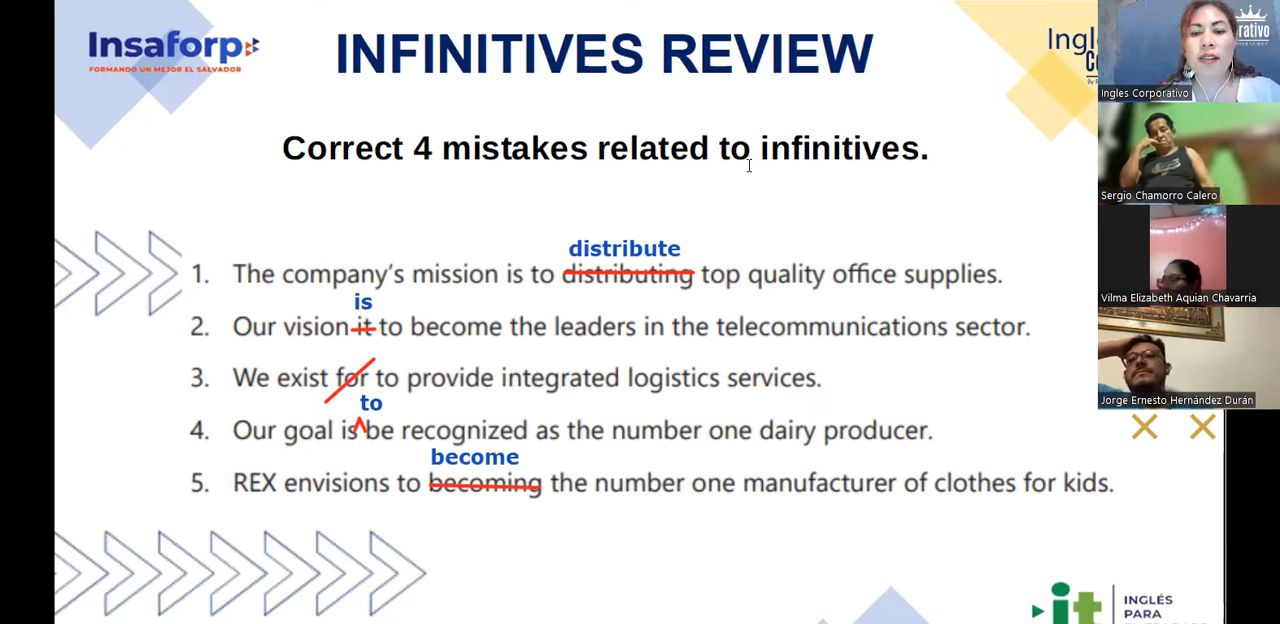 Insaforp
FORMANDO UN MEJOR EL SALVADOR
INFINITIVES REVIEW
Ingl
Correct 4 mistakes related to infinitives.
distribute
1. The company's mission is to distributing top quality office supplies.
is
2. Our vision it to become the leaders in the telecommunications sector.
3. We exist for to provide integrated logistics services.
to
4. Our goal is be recognized as the number one dairy producer.
become
5. REX envisions to becoming the number one manufacturer of clothes for kids.
it
INGLÉS
PARA
rativo
Ingles Corporativo
Sergio Chamorro Calero
Vilma Elizabeth Aquian Chavarria
Jorge Ernesto Hernández Durán